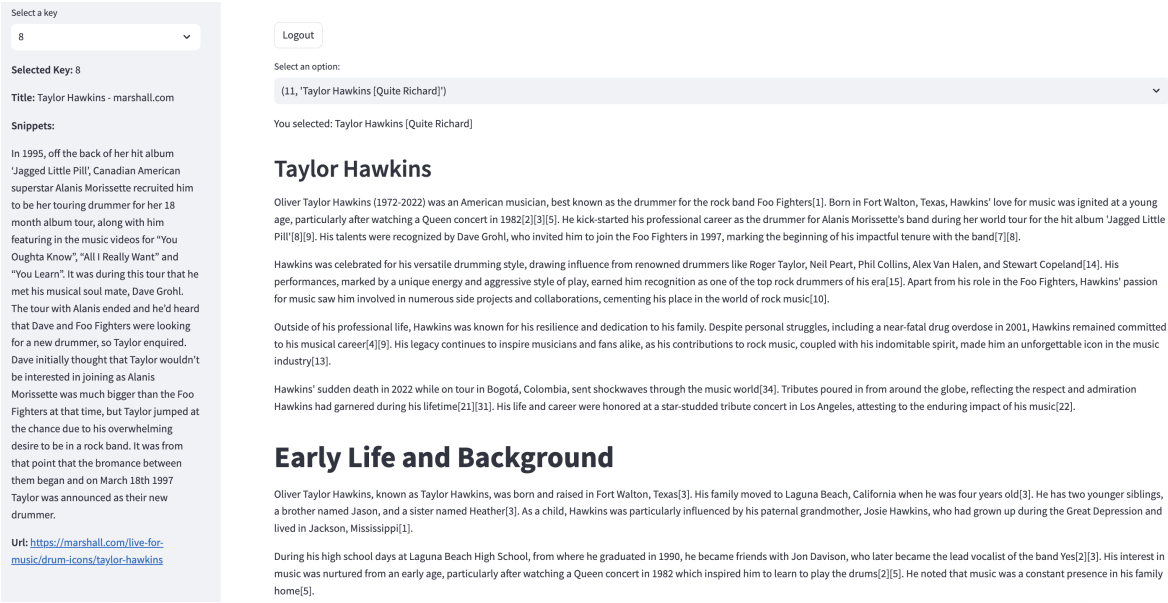 Select a key
8
Selected Key: 8
Title: Taylor Hawkins - marshall.com
Snippets:
In 1995, off the back of her hit album
‘Jagged Little Pill’, Canadian American
superstar Alanis Morissette recruited him
to be her touring drummer for her 18
month album tour, along with him
featuring in the music videos for “You
Oughta Know”, “All I Really Want” and
“You Learn”. It was during this tour that he
met his musical soul mate, Dave Grohl.
The tour with Alanis ended and he’d heard
that Dave and Foo Fighters were looking
for a new drummer, so Taylor enquired.
Dave initially thought that Taylor wouldn’t
be interested in joining as Alanis
Morissette was much bigger than the Foo
Fighters at that time, but Taylor jumped at
the chance due to his overwhelming
desire to be in a rock band. It was from
that point that the bromance between
them began and on March 18th 1997
Taylor was announced as their new
drummer.
Url: https://marshall.com/live-for-
music/drum-icons/taylor-hawkins
Logout
Select an option:
(11, 'Taylor Hawkins [Quite Richard]')
You selected: Taylor Hawkins [Quite Richard]
Taylor Hawkins
Oliver Taylor Hawkins (1972-2022) was an American musician, best known as the drummer for the rock band Foo Fighters[1]. Born in Fort Walton, Texas, Hawkins' love for music was ignited at a young
age, particularly after watching a Queen concert in 1982[2][3][5]. He kick-started his professional career as the drummer for Alanis Morissette's band during her world tour for the hit album 'Jagged Little
Pill'[8][9]. His talents were recognized by Dave Grohl, who invited him to join the Foo Fighters in 1997, marking the beginning of his impactful tenure with the band[7][8].
Hawkins was celebrated for his versatile drumming style, drawing influence from renowned drummers like Roger Taylor, Neil Peart, Phil Collins, Alex Van Halen, and Stewart Copeland[14]. His
performances, marked by a unique energy and aggressive style of play, earned him recognition as one of the top rock drummers of his era[15]. Apart from his role in the Foo Fighters, Hawkins' passion
for music saw him involved in numerous side projects and collaborations, cementing his place in the world of rock music[10].
Outside of his professional life, Hawkins was known for his resilience and dedication to his family. Despite personal struggles, including a near-fatal drug overdose in 2001, Hawkins remained committed
to his musical career[4][9]. His legacy continues to inspire musicians and fans alike, as his contributions to rock music, coupled with his indomitable spirit, made him an unforgettable icon in the music
industry[13].
Hawkins' sudden death in 2022 while on tour in Bogotá, Colombia, sent shockwaves through the music world[34]. Tributes poured in from around the globe, reflecting the respect and admiration
Hawkins had garnered during his lifetime[21][31]. His life and career were honored at a star-studded tribute concert in Los Angeles, attesting to the enduring impact of his music[22].
Early Life and Background
Oliver Taylor Hawkins, known as Taylor Hawkins, was born and raised in Fort Walton, Texas[3]. His family moved to Laguna Beach, California when he was four years old[3]. He has two younger siblings,
a brother named Jason, and a sister named Heather[3]. As a child, Hawkins was particularly influenced by his paternal grandmother, Josie Hawkins, who had grown up during the Great Depression and
lived in Jackson, Mississippi[1].
During his high school days at Laguna Beach High School, from where he graduated in 1990, he became friends with Jon Davison, who later became the lead vocalist of the band Yes[2][3]. His interest in
music was nurtured from an early age, particularly after watching a Queen concert in 1982 which inspired him to learn to play the drums[2][5]. He noted that music was a constant presence in his family
home[5].